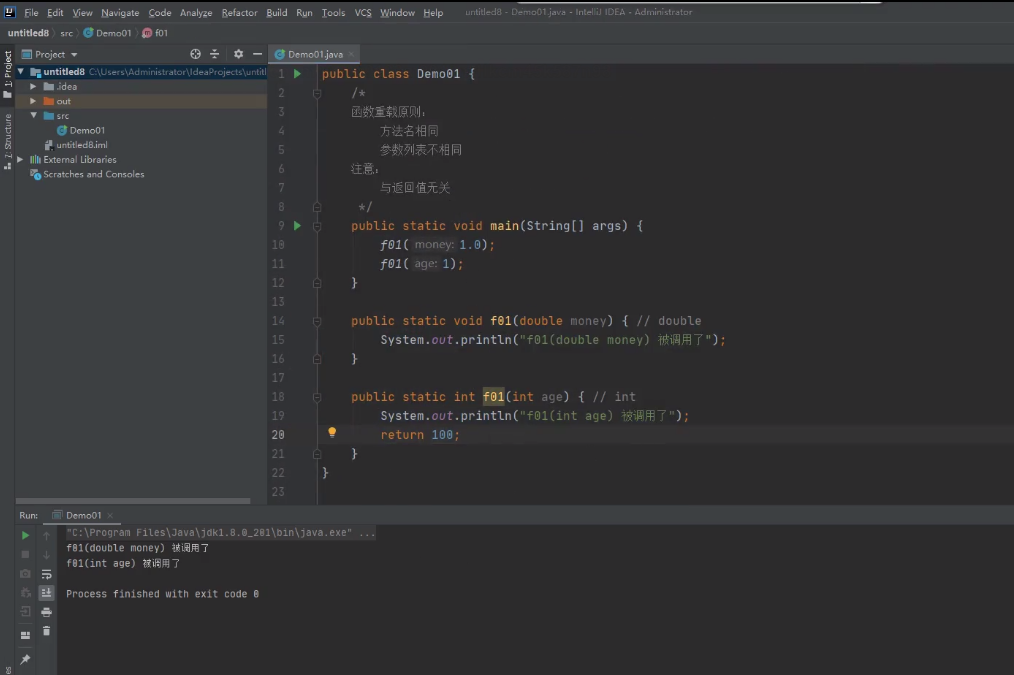 File Edit View Navigate Code Analyze Refactor Build Run Tools VCS Window Help untitled8 - Demo01.java - IntelliJ IDEA - Administrator
untitled8 src Demo01 f01
1: Project
Z: Structure
Project
untitled8 C:\Users\Administrator\IdeaProjects\untitl
.idea
out
src
Demo01
untitled8.iml
External Libraries
Scratches and Consoles
Demo01.java
1 public class Demo01 {
2 /*
3 函数重载原则:
4 方法名相同
5 参数列表不相同
6 注意:
7 与返回值无关
8 */
9 public static void main(String[] args) {
10 f01( money: 1.0);
11 f01( age: 1);
12 }
13
14 public static void f01(double money) { // double
15 System.out.println("f01(double money) 被调用了");
16 }
17
18 public static int f01(int age) { // int
19 System.out.println("f01(int age) 被调用了");
20 return 100;
21 }
22 }
23
Run: Demo01
"C:\Program Files\Java\jdk1.8.0_201\bin\java.exe" ...
f01(double money) 被调用了
f01(int age) 被调用了
Process finished with exit code 0